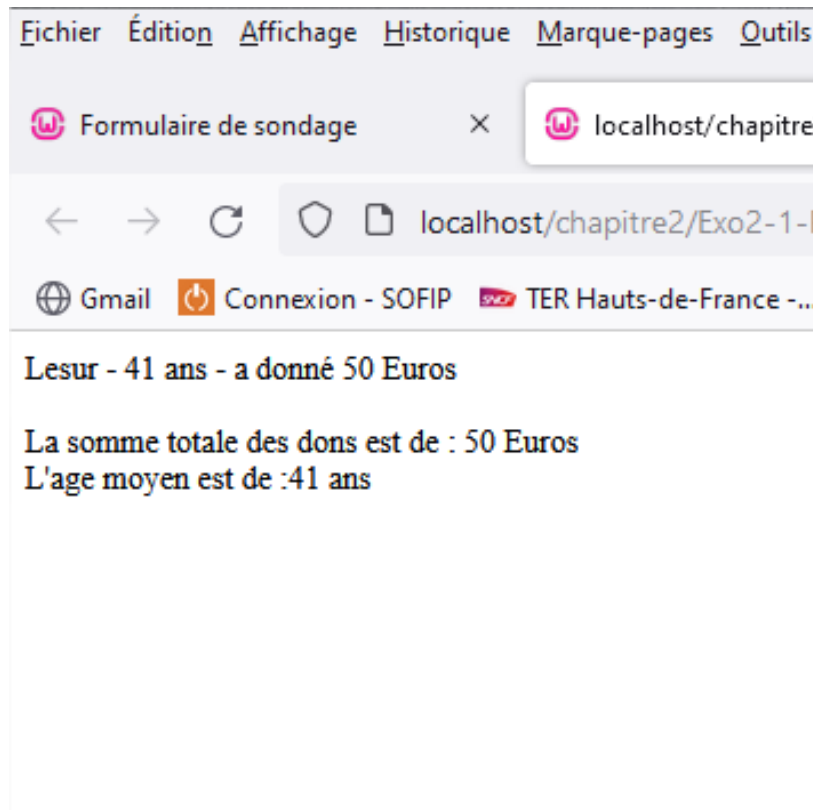 Fichier Édition Affichage Historique Marque-pages Outils
Formulaire de sondage × localhost/chapitre
localhost/chapitre2/Exo2-1-
Gmail Connexion - SOFIP SNCF TER Hauts-de-France -...
Lesur - 41 ans - a donné 50 Euros
La somme totale des dons est de : 50 Euros
L'age moyen est de :41 ans